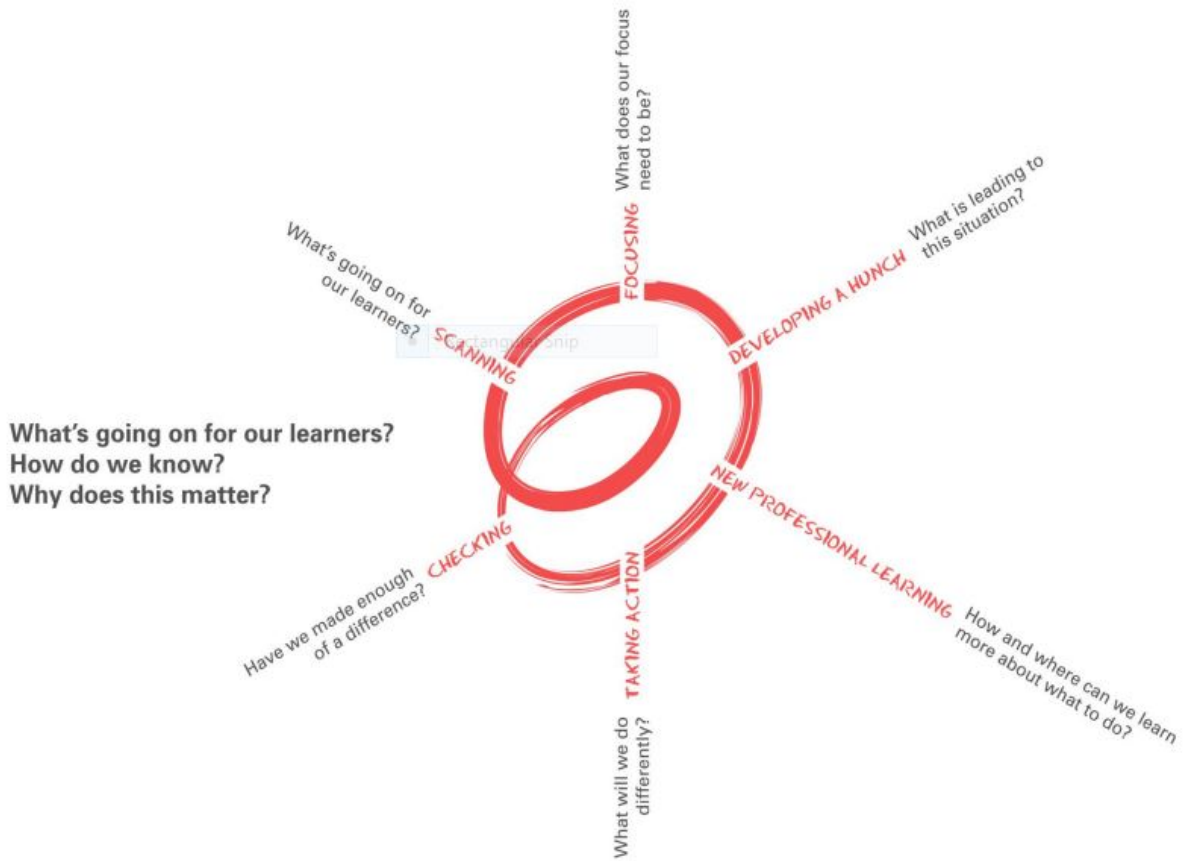 What does our focus
need to be?
FOCUSING
What is leading to
this situation?
DEVELOPING A HUNCH
What's going on for
our learners?
SCANNING
Rectangular Snip
What's going on for our learners?
How do we know?
Why does this matter?
NEW PROFESSIONAL LEARNING
How and where can we learn
more about what to do?
CHECKING
Have we made enough
of a difference?
TAKING ACTION
What will we do
differently?